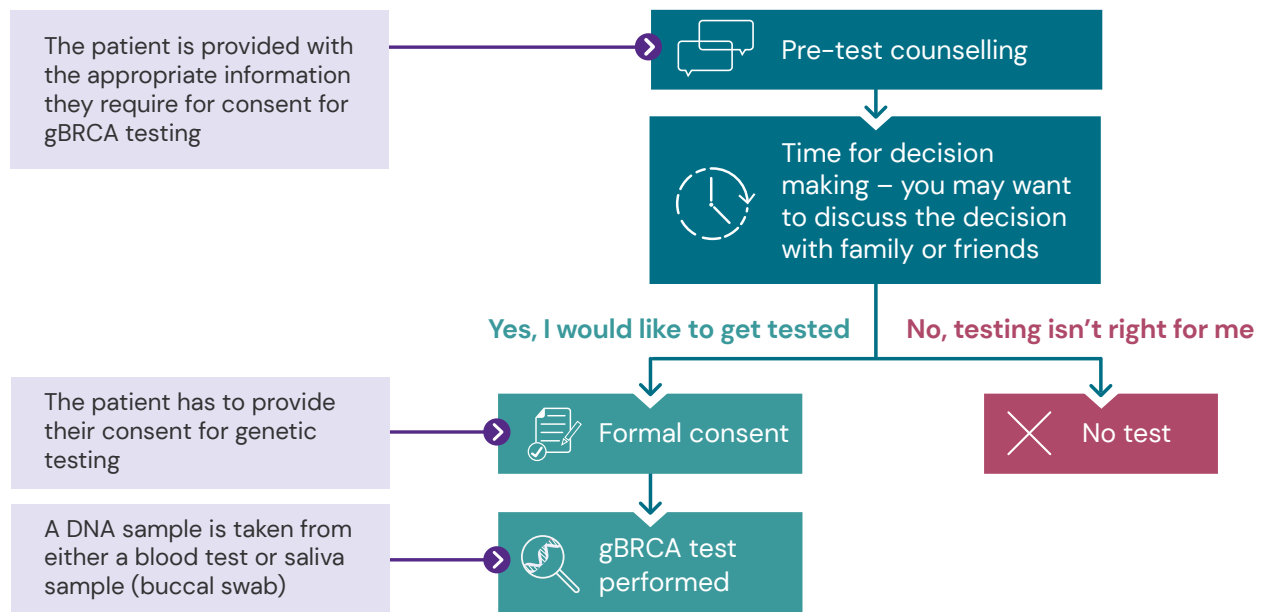 The patient is provided with
the appropriate information
they require for consent for
gBRCA testing
Pre-test counselling
Time for decision
making – you may want
to discuss the decision
with family or friends
Yes, I would like to get tested
No, testing isn’t right for me
The patient has to provide
their consent for genetic
testing
Formal consent
No test
A DNA sample is taken from
either a blood test or saliva
sample (buccal swab)
gBRCA test
performed